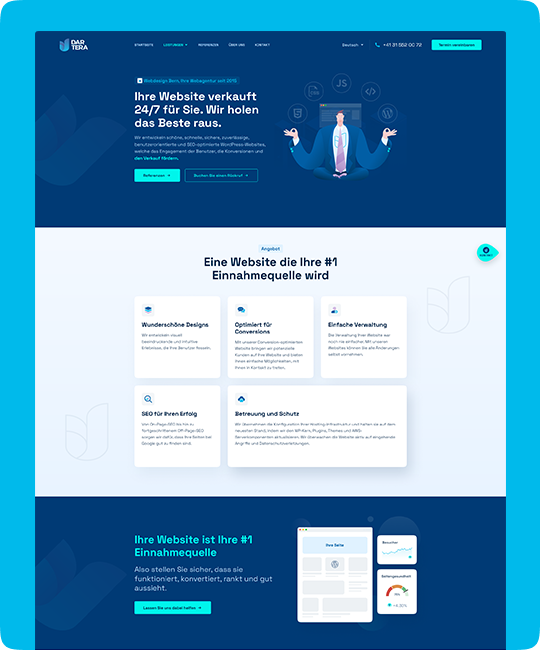 DAR
TERA
STARTSEITE
LEISTUNGEN
REFERENZEN
ÜBER UNS
KONTAKT
Deutsch
+41 31 552 00 72
Termin vereinbaren
Webdesign Bern, Ihre Webagentur seit 2015
Ihre Website verkauft
24/7 für Sie. Wir holen
das Beste raus.
Wir entwickeln schöne, schnelle, sichere, zuverlässige,
benutzerorientierte und SEO-optimierte WordPress-Websites,
welche das Engagement der Benutzer, die Konversionen und
den Verkauf fördern.
Referenzen
Buchen Sie einen Rückruf
JS
Angebot
Eine Website die Ihre #1
Einnahmequelle wird
Wunderschöne Designs
Wir entwickeln visuell
beeindruckende und intuitive
Erlebnisse, die Ihre Benutzer fesseln.
Optimiert für
Conversions
Mit unserer Conversion-optimierten
Website bringen wir potenzielle
Kunden auf Ihre Website und bieten
ihnen einfache Möglichkeiten, mit
Ihnen in Kontakt zu treten.
Einfache Verwaltung
Die Verwaltung Ihrer Website war
noch nie einfacher. Mit unseren
Websites können Sie alle Änderungen
selbst vornehmen.
SEO für Ihren Erfolg
Von On-Page-SEO bis hin zu
fortgeschrittenem Off-Page-SEO
sorgen wir dafür, dass Ihre Seiten bei
Google gut zu finden sind.
Betreuung und Schutz
Wir übernehmen die Konfiguration Ihrer Hosting-Infrastruktur und halten sie auf dem
neuesten Stand, indem wir den WP-Kern, Plugins, Themes und
Serverkomponenten aktualisieren. Wir überwachen die Website aktiv auf eingehende
Angriffe und Datenschutzverletzungen.
Ihre Website ist Ihre #1
Einnahmequelle
Also stellen Sie sicher, dass sie
funktioniert, konvertiert, rankt und gut
aussieht.
Lassen Sie uns dabei helfen
Ihre Seite
Besucher
Seitengesundheit